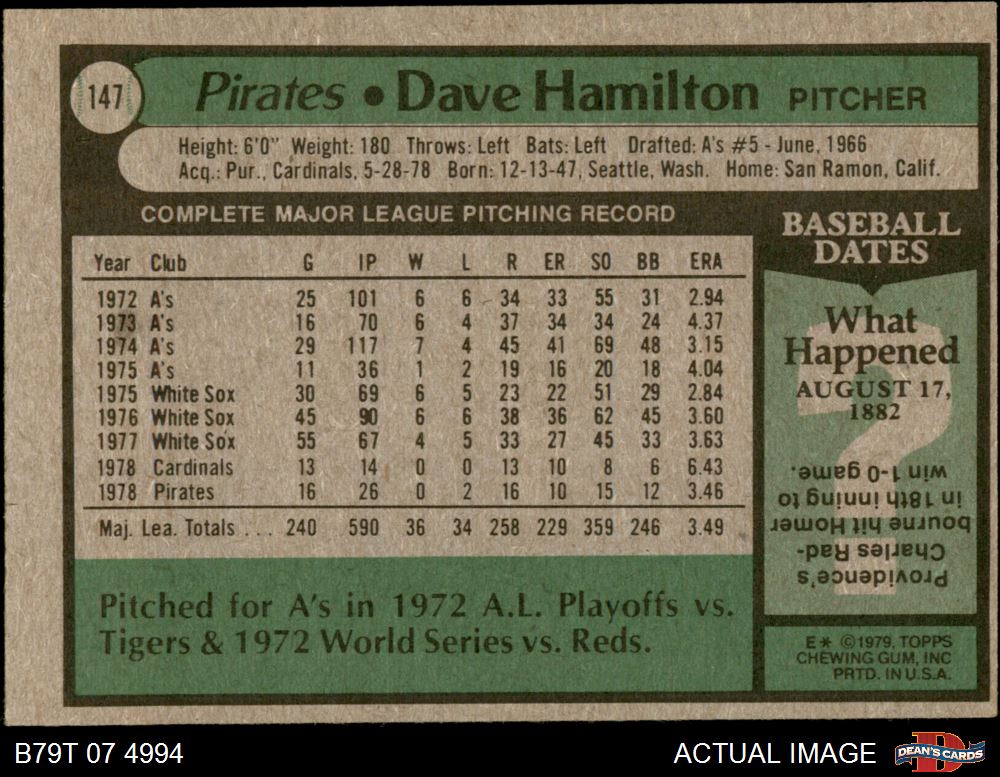 147
Pirates • Dave Hamilton PITCHER
Height: 6'0" Weight: 180 Throws: Left Bats: Left Drafted: A's #5 - June, 1966
Acq.: Pur., Cardinals, 5-28-78 Born: 12-13-47, Seattle, Wash. Home: San Ramon, Calif.
COMPLETE MAJOR LEAGUE PITCHING RECORD
Year Club G IP W L R ER SO BB ERA
1972 A's 25 101 6 6 34 33 55 31 2.94
1973 A's 16 70 6 4 37 34 34 24 4.37
1974 A's 29 117 7 4 45 41 69 48 3.15
1975 A's 11 36 1 2 19 16 20 18 4.04
1975 White Sox 30 69 6 5 23 22 51 29 2.84
1976 White Sox 45 90 6 6 38 36 62 45 3.60
1977 White Sox 55 67 4 5 33 27 45 33 3.63
1978 Cardinals 13 14 0 0 13 10 8 6 6.43
1978 Pirates 16 26 0 2 16 10 15 12 3.46
Maj. Lea. Totals ... 240 590 36 34 258 229 359 246 3.49
Pitched for A's in 1972 A.L. Playoffs vs.
Tigers & 1972 World Series vs. Reds.
BASEBALL
DATES
What
Happened
AUGUST 17,
1882
?
Providence's
Charles Rad-
bourne hit Homer
in 18th inning to
win 1-0 game.
E* ©1979, TOPPS
CHEWING GUM, INC
PRTD. IN U.S.A.
B79T 07 4994
ACTUAL IMAGE
D
DEAN'S CARDS